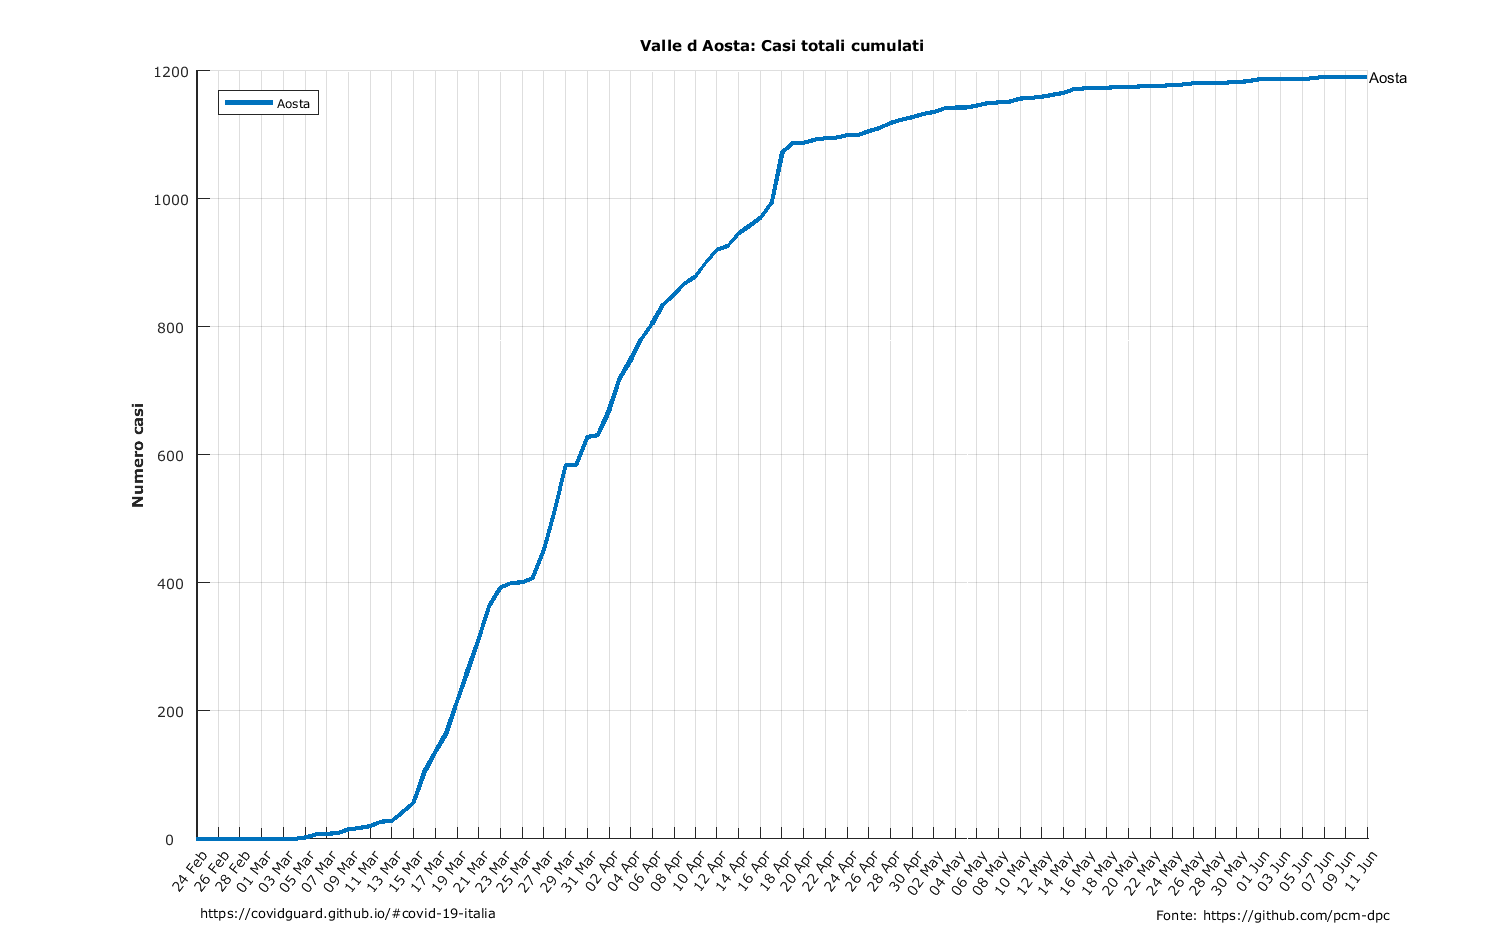 Valle d Aosta: Casi totali cumulati
1200
1000
800
600
400
200
0
Numero casi
Aosta
Aosta
24 Feb
26 Feb
28 Feb
01 Mar
03 Mar
05 Mar
07 Mar
09 Mar
11 Mar
13 Mar
15 Mar
17 Mar
19 Mar
21 Mar
23 Mar
25 Mar
27 Mar
29 Mar
31 Mar
02 Apr
04 Apr
06 Apr
08 Apr
10 Apr
12 Apr
14 Apr
16 Apr
18 Apr
20 Apr
22 Apr
24 Apr
26 Apr
28 Apr
30 Apr
02 May
04 May
06 May
08 May
10 May
12 May
14 May
16 May
18 May
20 May
22 May
24 May
26 May
28 May
30 May
01 Jun
03 Jun
05 Jun
07 Jun
09 Jun
11 Jun
https://covidguard.github.io/#covid-19-italia
Fonte: https://github.com/pcm-dpc